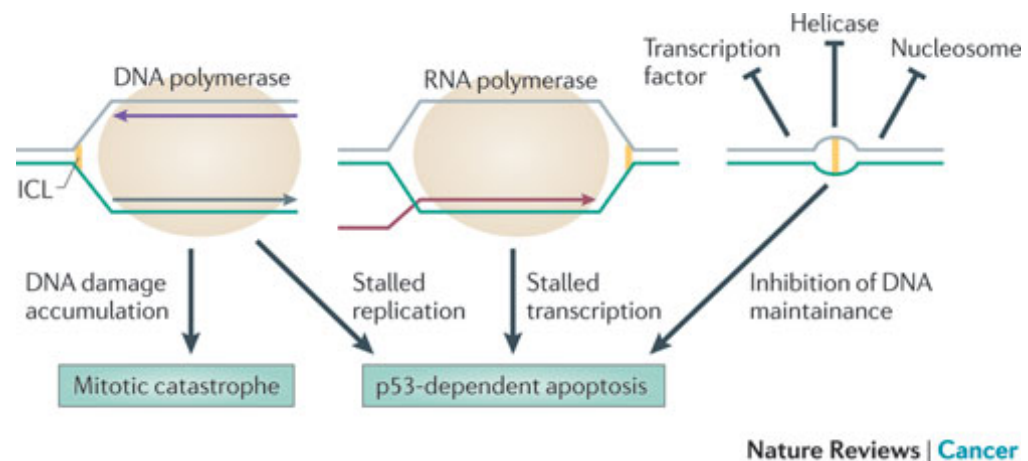 Helicase
Transcription
factor
Nucleosome
DNA polymerase
RNA polymerase
ICL
DNA damage
accumulation
Stalled
replication
Stalled
transcription
Inhibition of DNA
maintainance
Mitotic catastrophe
p53-dependent apoptosis
Nature Reviews | Cancer